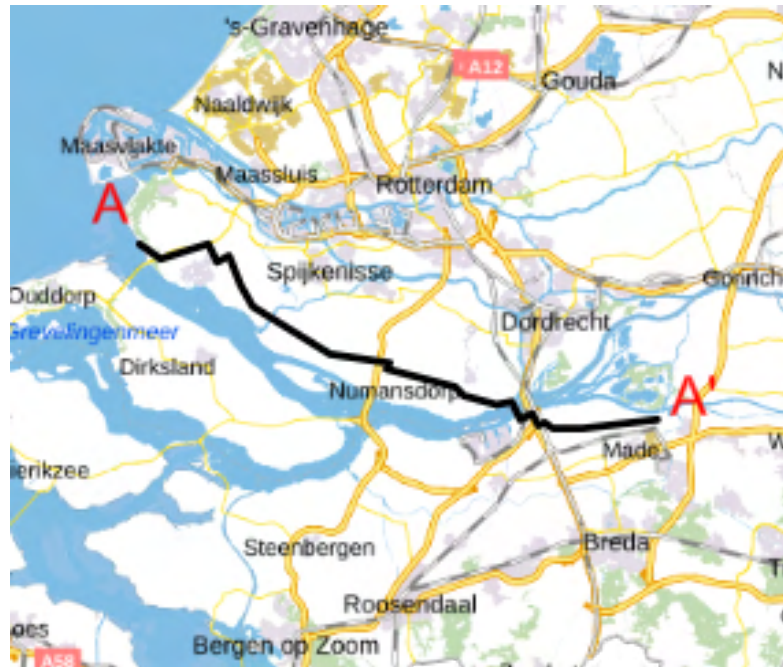 's-Gravenhage
A12
Gouda
N
Naaldwijk
Maasvlakte
Maassluis
Rotterdam
A
Spijkenisse
Gorinch
Ouddorp
Grevelingenmeer
Dordrecht
Dirksland
Numansdorp
A'
Made
W
ierikzee
Steenbergen
Breda
T
Roosendaal
oes
Bergen op Zoom
A58